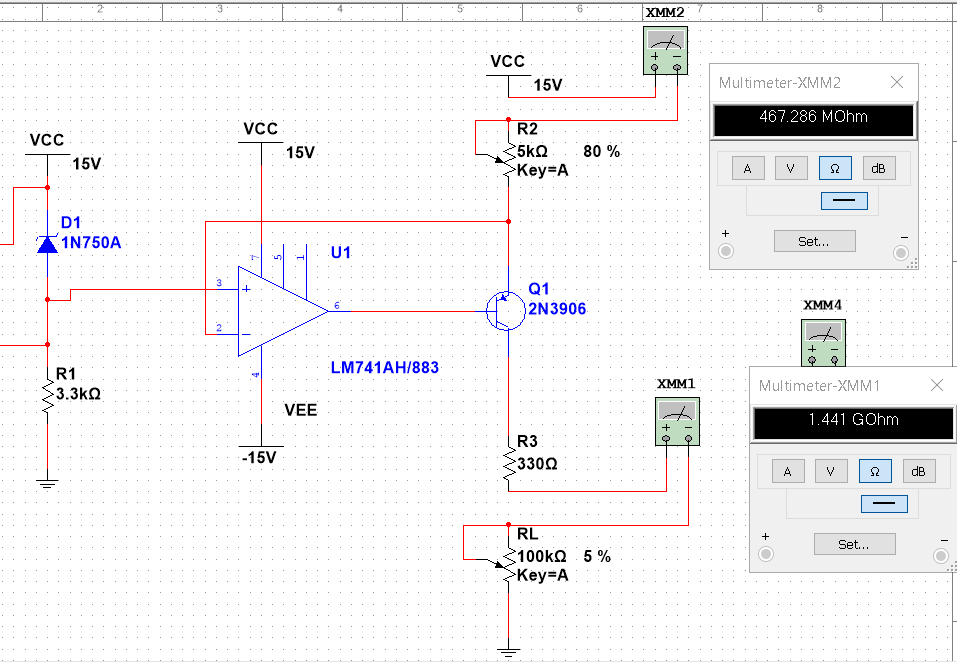 2 3 4 5 6 7 8
XMM2
VCC
15V
Multimeter-XMM2
467.286 MOhm
A V Ω dB
+ −
Set...
R2
5kΩ 80 %
Key=A
VCC
15V
VCC
15V
D1
1N750A
7 5 1
U1
3 +
2 −
6
4
LM741AH/883
Q1
2N3906
XMM4
+ −
R1
3.3kΩ
VEE
-15V
XMM1
+ −
Multimeter-XMM1
1.441 GOhm
A V Ω dB
+ −
Set...
R3
330Ω
RL
100kΩ 5 %
Key=A
+ −